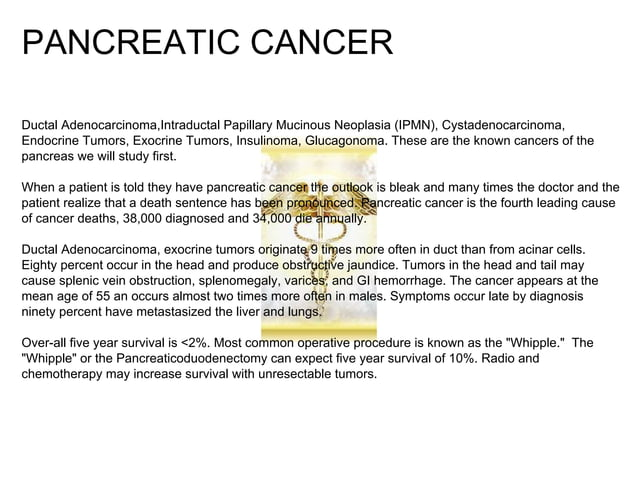 PANCREATIC CANCER
Ductal Adenocarcinoma,Intraductal Papillary Mucinous Neoplasia (IPMN), Cystadenocarcinoma,
Endocrine Tumors, Exocrine Tumors, Insulinoma, Glucagonoma. These are the known cancers of the
pancreas we will study first.
When a patient is told they have pancreatic cancer the outlook is bleak and many times the doctor and the
patient realize that a death sentence has been pronounced. Pancreatic cancer is the fourth leading cause
of cancer deaths, 38,000 diagnosed and 34,000 die annually.
Ductal Adenocarcinoma, exocrine tumors originate 9 times more often in duct than from acinar cells.
Eighty percent occur in the head and produce obstructive jaundice. Tumors in the head and tail may
cause splenic vein obstruction, splenomegaly, varices, and GI hemorrhage. The cancer appears at the
mean age of 55 an occurs almost two times more often in males. Symptoms occur late by diagnosis
ninety percent have metastasized the liver and lungs.
Over-all five year survival is <2%. Most common operative procedure is known as the "Whipple."  The
"Whipple" or the Pancreaticoduodenectomy can expect five year survival of 10%. Radio and
chemotherapy may increase survival with unresectable tumors.